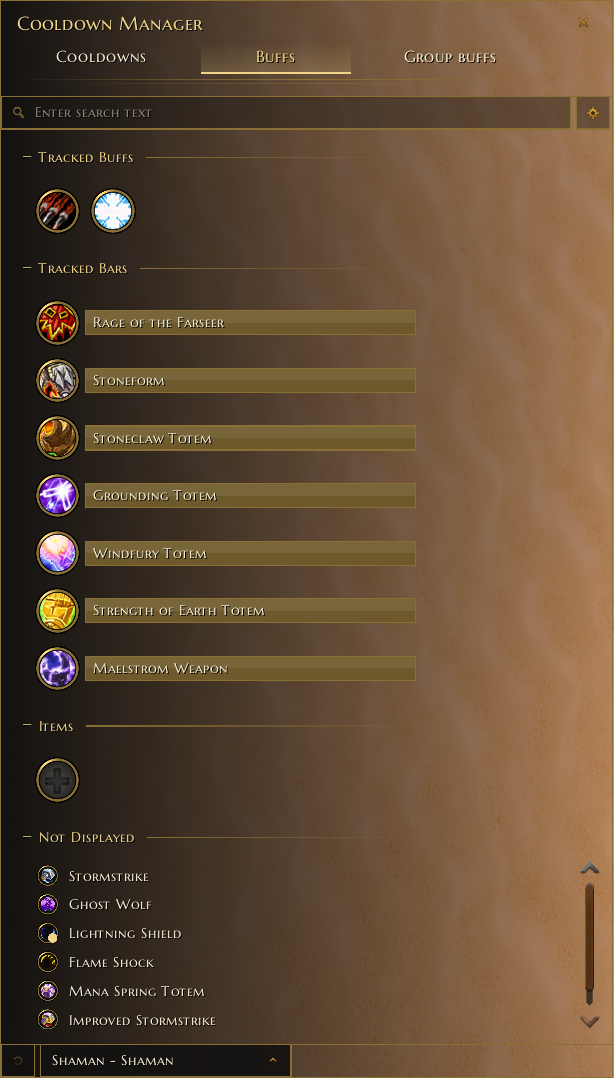 Cooldown Manager
Cooldowns
Buffs
Group buffs
Enter search text
Tracked Buffs
Tracked Bars
Rage of the Farseer
Stoneform
Stoneclaw Totem
Grounding Totem
Windfury Totem
Strength of Earth Totem
Maelstrom Weapon
Items
Not Displayed
Stormstrike
Ghost Wolf
Lightning Shield
Flame Shock
Mana Spring Totem
Improved Stormstrike
Shaman - Shaman